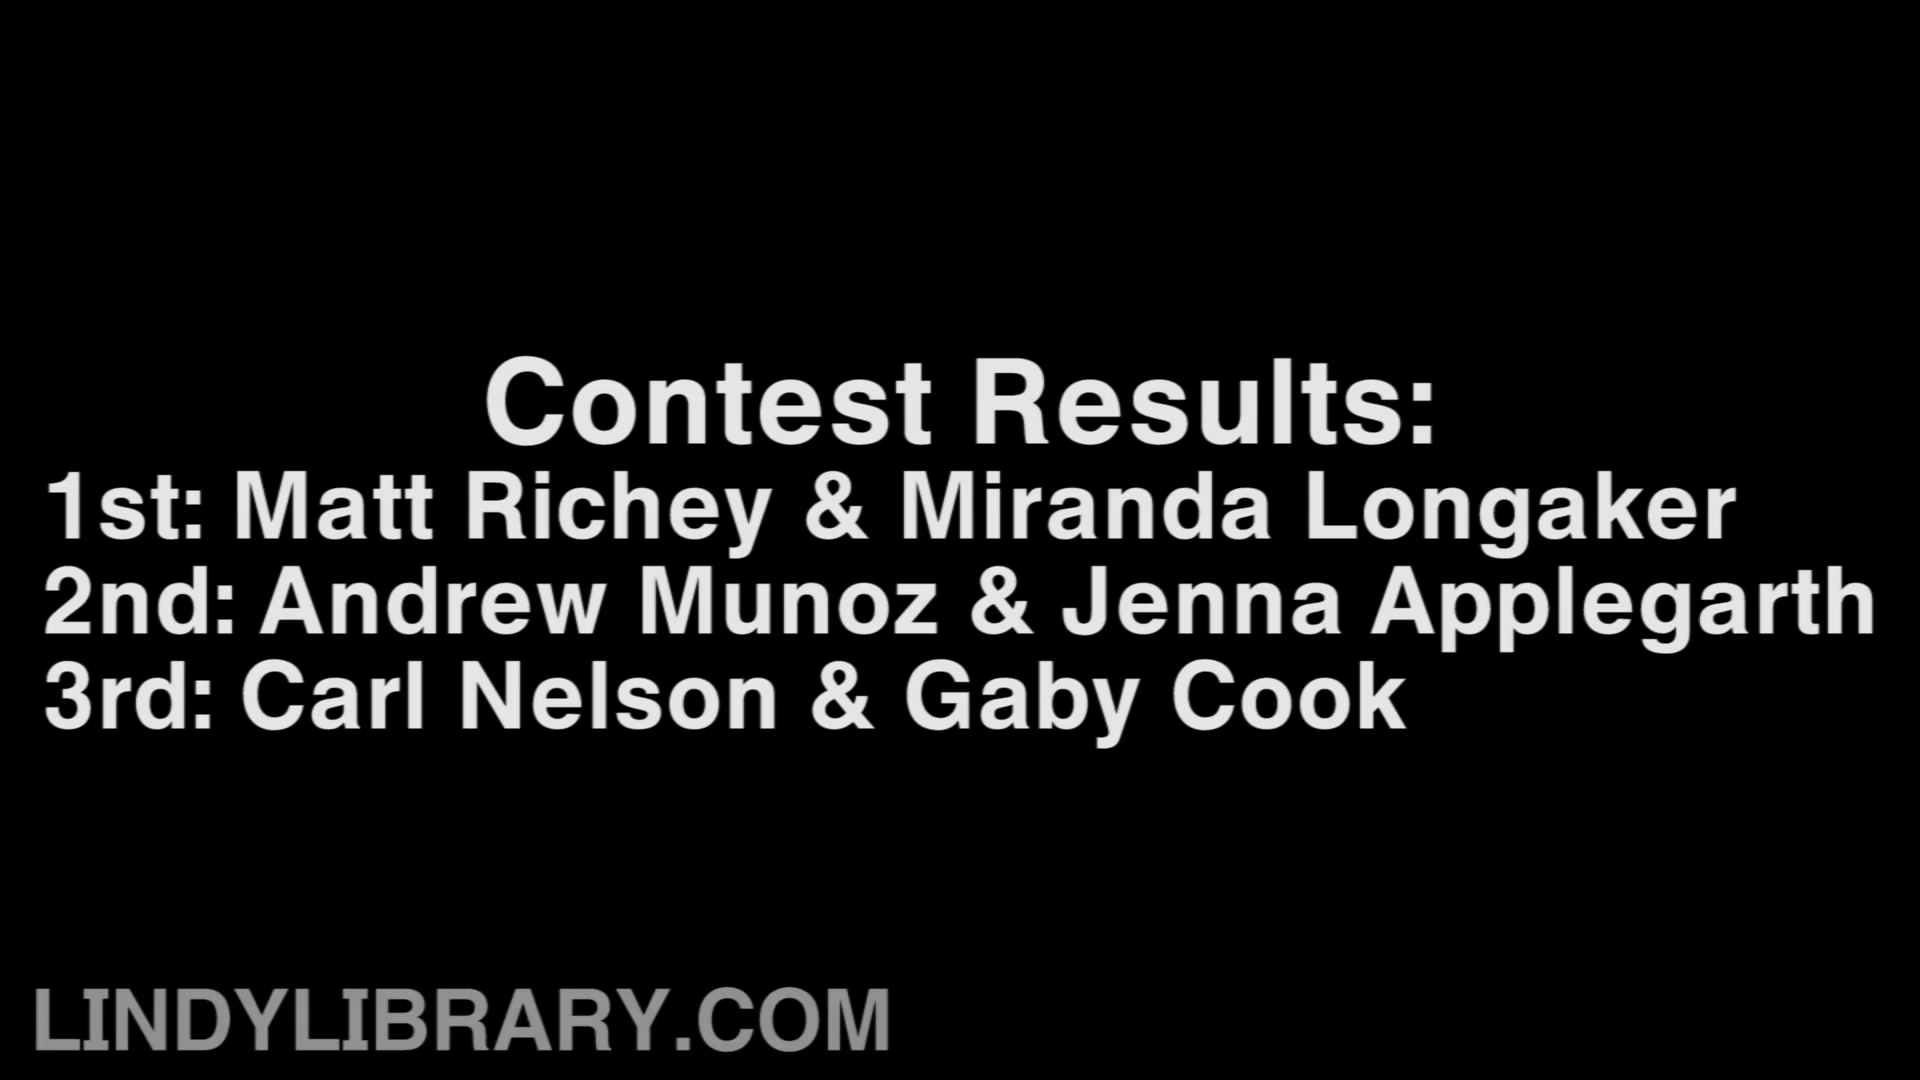 Contest Results:
1st: Matt Richey & Miranda Longaker
2nd: Andrew Munoz & Jenna Applegarth
3rd: Carl Nelson & Gaby Cook
LINDYLIBRARY.COM